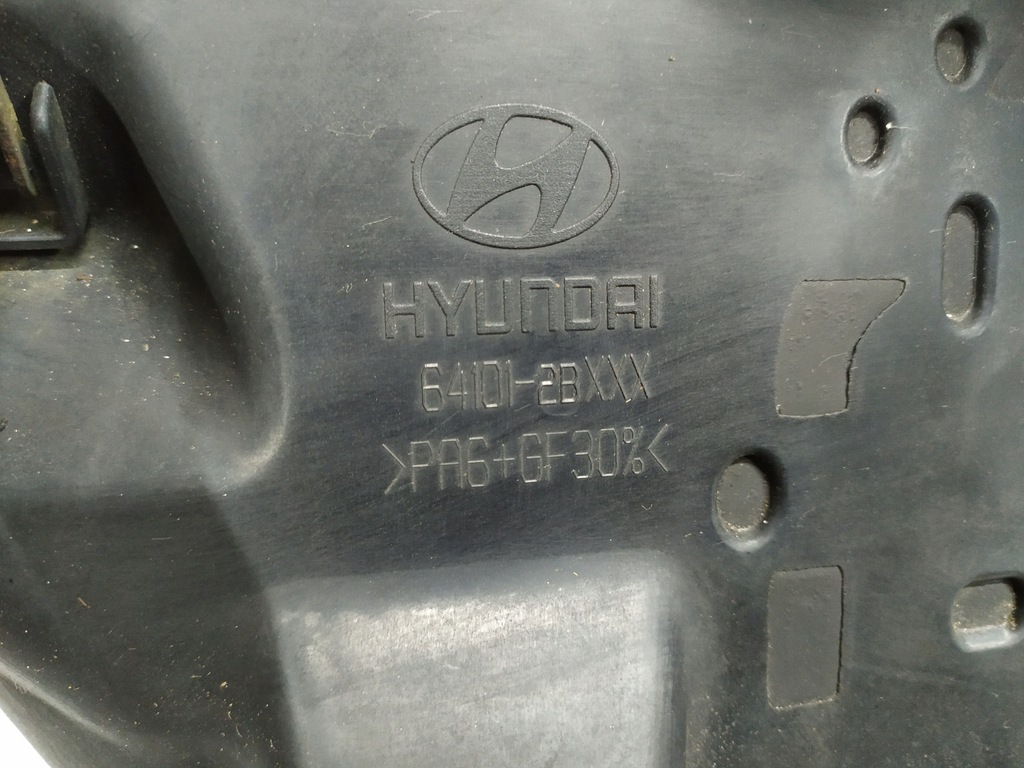 HYUNDAI
64101-2BXXX
>PA6+GF30%<